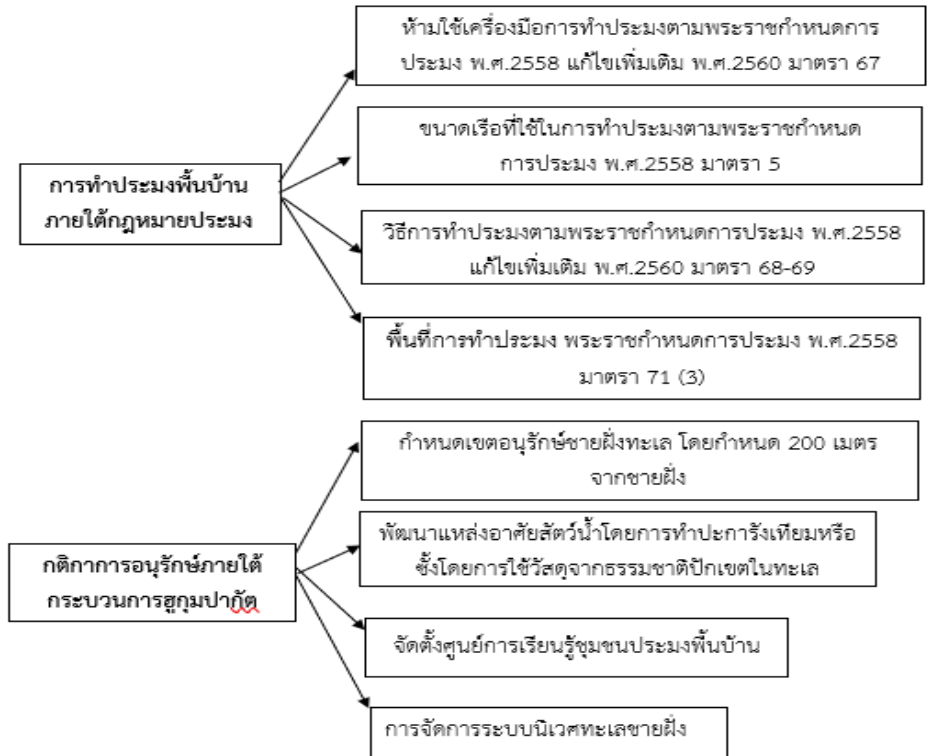 การทำประมงพื้นบ้าน
ภายใต้กฎหมายประมง
ห้ามใช้เครื่องมือการทำประมงตามพระราชกำหนดการ
ประมง พ.ศ.2558 แก้ไขเพิ่มเติม พ.ศ.2560 มาตรา 67
ขนาดเรือที่ใช้ในการทำประมงตามพระราชกำหนด
การประมง พ.ศ.2558 มาตรา 5
วิธีการทำประมงตามพระราชกำหนดการประมง พ.ศ.2558
แก้ไขเพิ่มเติม พ.ศ.2560 มาตรา 68-69
พื้นที่การทำประมง พระราชกำหนดการประมง พ.ศ.2558
มาตรา 71 (3)
กติกาการอนุรักษ์ภายใต้
กระบวนการฮูกุมปากัต
กำหนดเขตอนุรักษ์ชายฝั่งทะเล โดยกำหนด 200 เมตร
จากชายฝั่ง
พัฒนาแหล่งอาศัยสัตว์น้ำโดยการทำปะการังเทียมหรือ
ซั้งโดยการใช้วัสดุจากธรรมชาติปักเขตในทะเล
จัดตั้งศูนย์การเรียนรู้ชุมชนประมงพื้นบ้าน
การจัดการระบบนิเวศทะเลชายฝั่ง